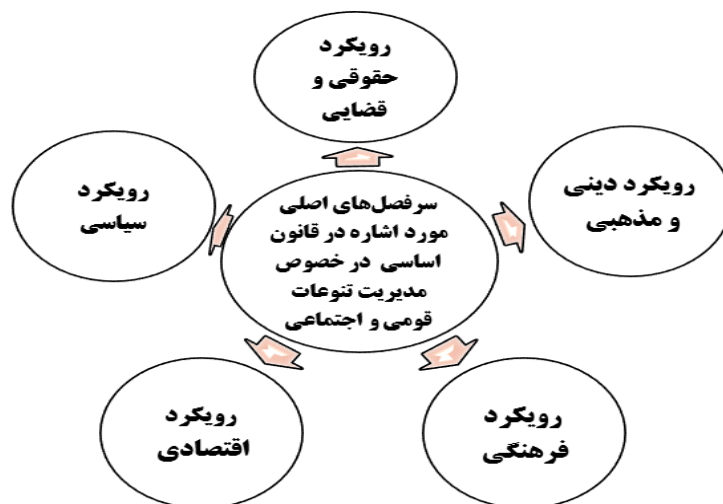 رویکرد
حقوقی و
قضایی
رویکرد دینی
و مذهبی
رویکرد
سیاسی
سرفصل‌های اصلی
مورد اشاره در قانون
اساسی در خصوص
مدیریت تنوعات
قومی و اجتماعی
رویکرد
فرهنگی
رویکرد
اقتصادی